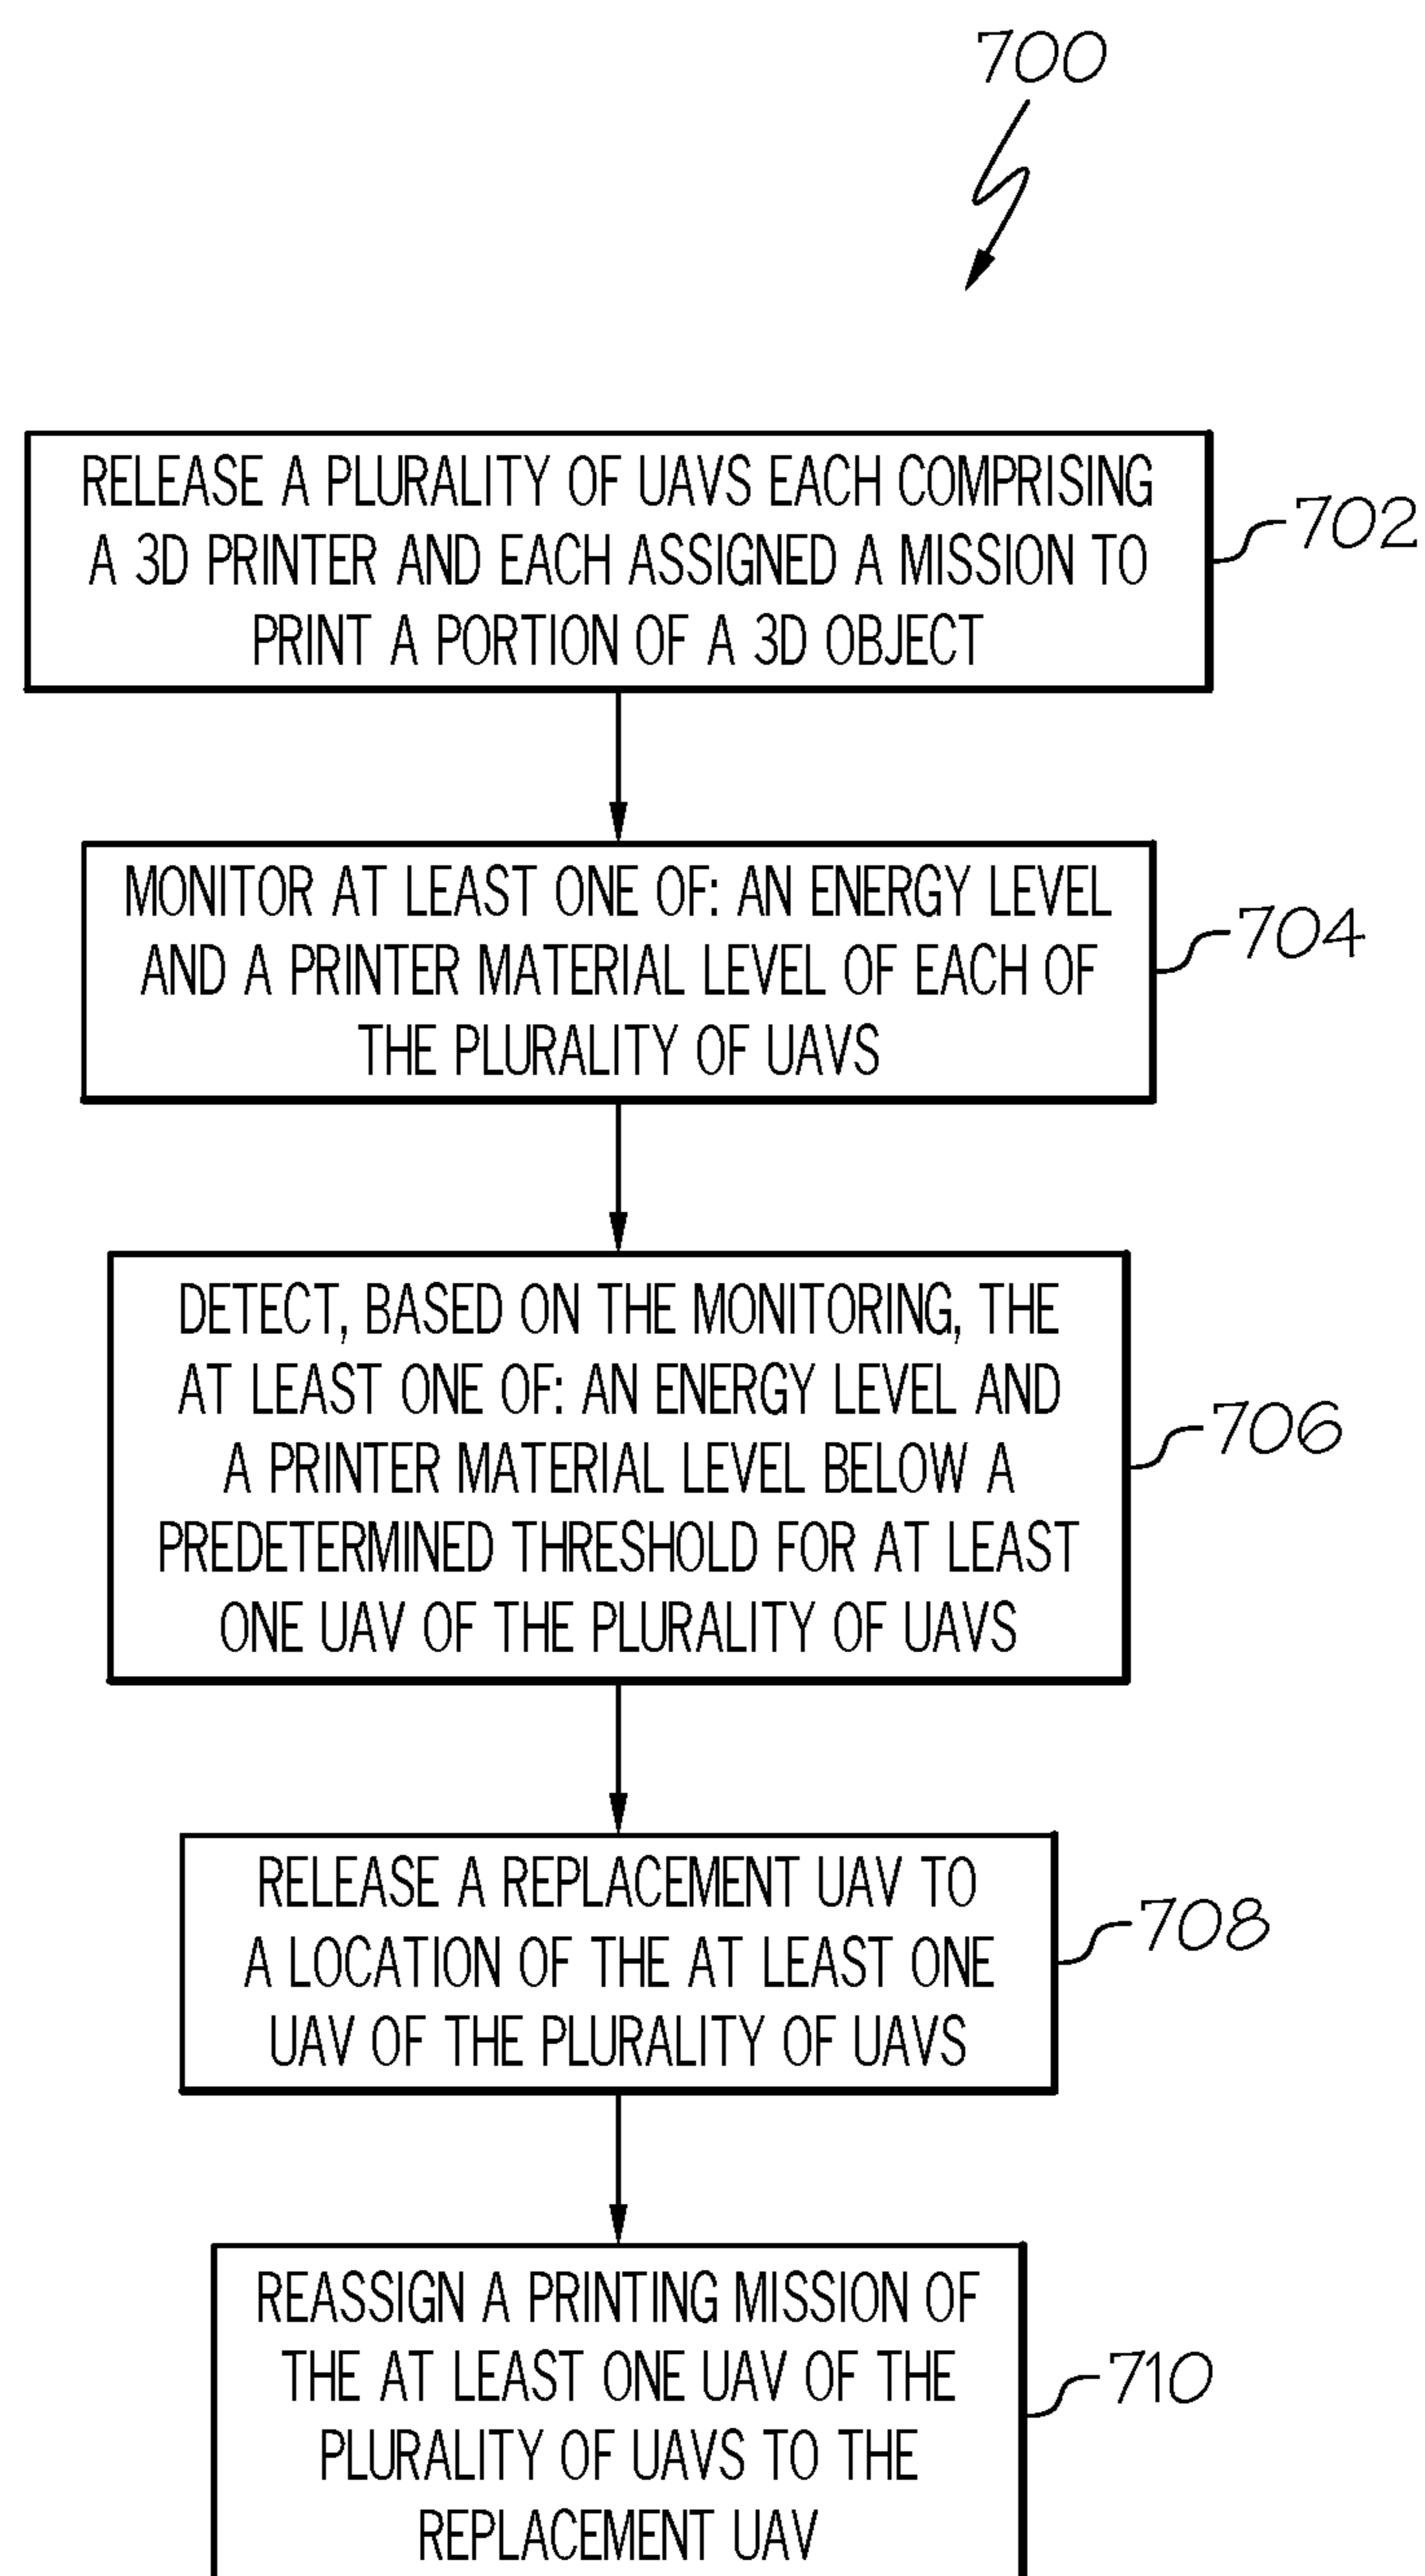 700
RELEASE A PLURALITY OF UAVS EACH COMPRISING
A 3D PRINTER AND EACH ASSIGNED A MISSION TO
PRINT A PORTION OF A 3D OBJECT
702
MONITOR AT LEAST ONE OF: AN ENERGY LEVEL
AND A PRINTER MATERIAL LEVEL OF EACH OF
THE PLURALITY OF UAVS
704
DETECT, BASED ON THE MONITORING, THE
AT LEAST ONE OF: AN ENERGY LEVEL AND
A PRINTER MATERIAL LEVEL BELOW A
PREDETERMINED THRESHOLD FOR AT LEAST
ONE UAV OF THE PLURALITY OF UAVS
706
RELEASE A REPLACEMENT UAV TO
A LOCATION OF THE AT LEAST ONE
UAV OF THE PLURALITY OF UAVS
708
REASSIGN A PRINTING MISSION OF
THE AT LEAST ONE UAV OF THE
PLURALITY OF UAVS TO THE
REPLACEMENT UAV
710